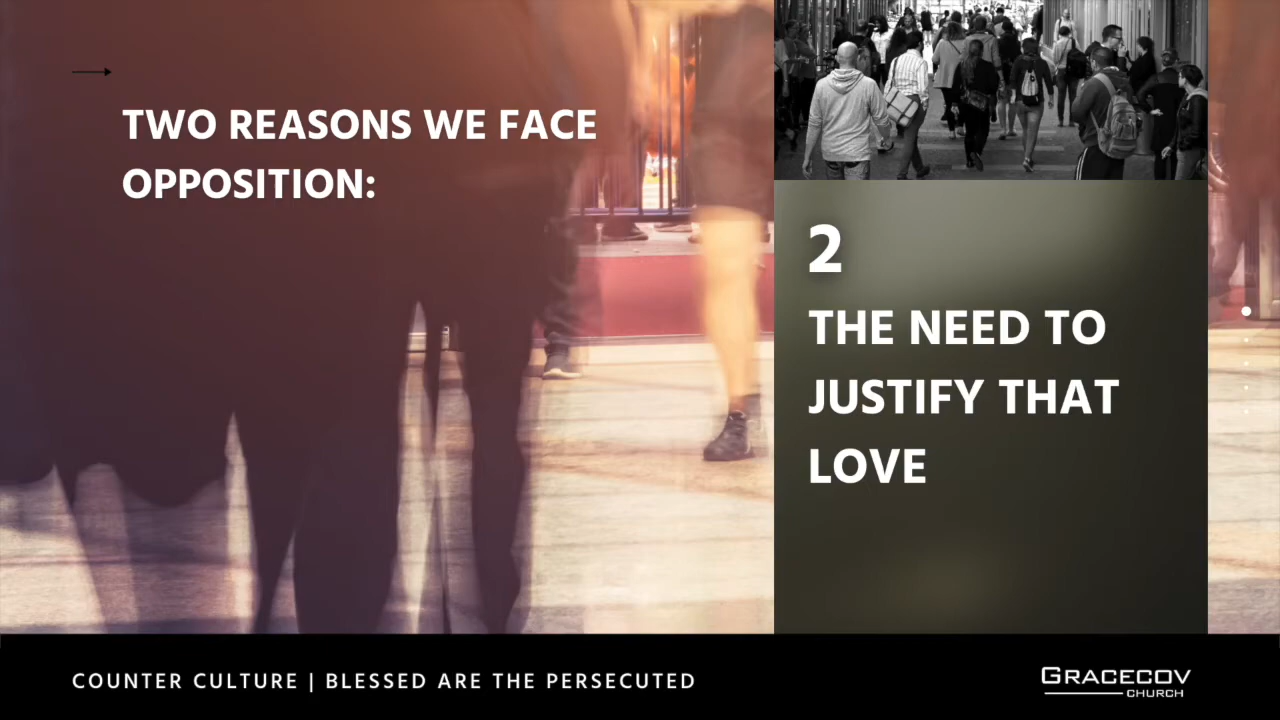 TWO REASONS WE FACE
OPPOSITION:
2
THE NEED TO
JUSTIFY THAT
LOVE
COUNTER CULTURE | BLESSED ARE THE PERSECUTED
GRACECOV
CHURCH